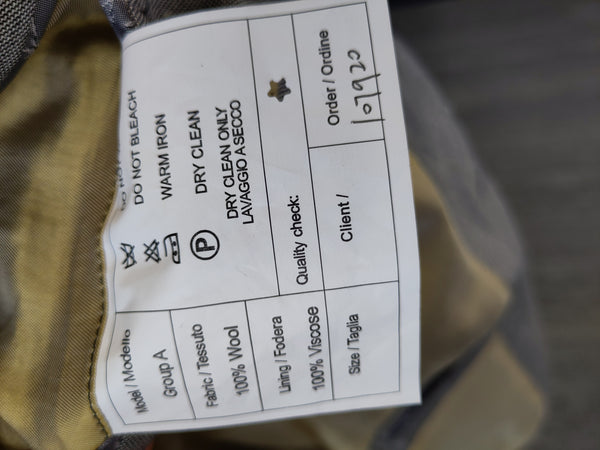 Model / Modello
Group A
Fabric / Tessuto
100% Wool
Lining / Fodera
100% Viscose
Size / Taglia
DO NOT BLEACH
WARM IRON
P
DRY CLEAN
DRY CLEAN ONLY
LAVAGGIO A SECCO
Quality check:
Client /
Order / Ordine
107920